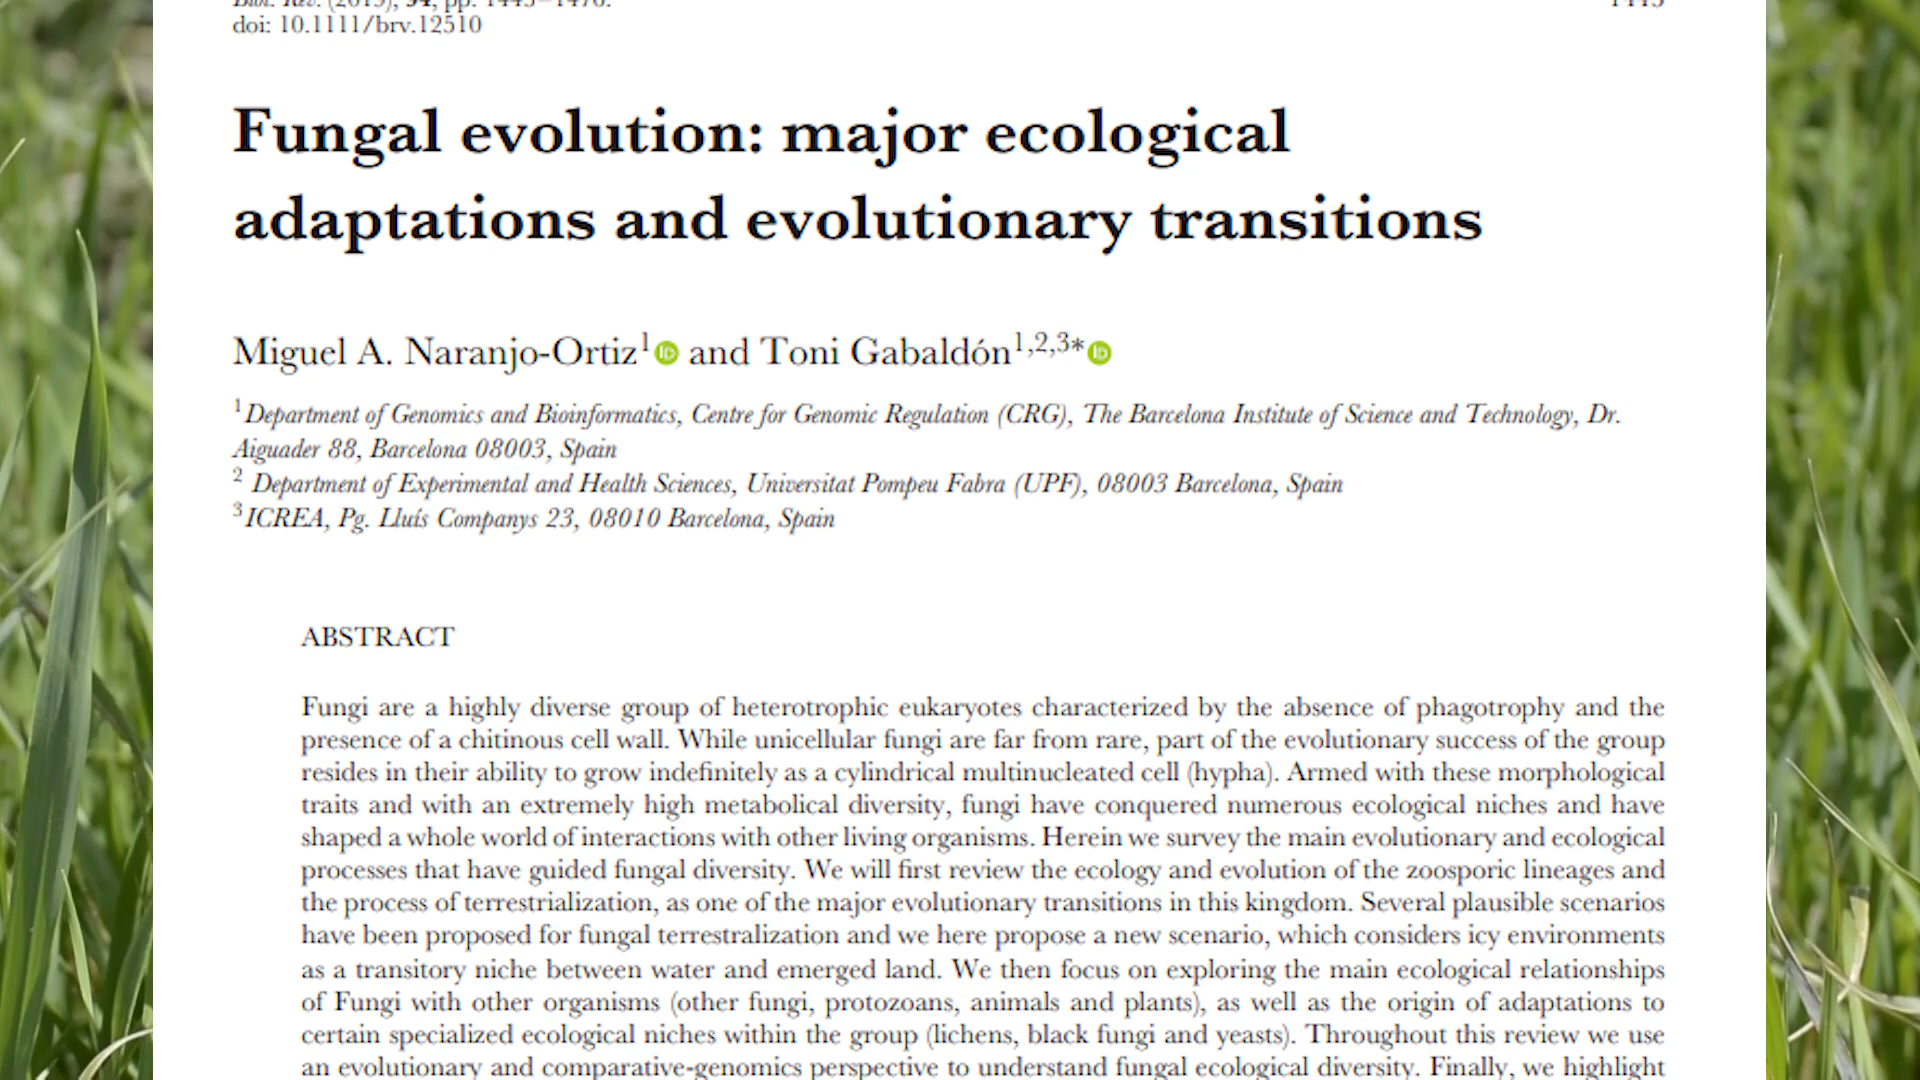 Biol. Rev. (2019), 94, pp. 1443–1476.
1443
doi: 10.1111/brv.12510
Fungal evolution: major ecological
adaptations and evolutionary transitions
Miguel A. Naranjo-Ortiz1 iD and Toni Gabaldón1,2,3* iD
1Department of Genomics and Bioinformatics, Centre for Genomic Regulation (CRG), The Barcelona Institute of Science and Technology, Dr.
Aiguader 88, Barcelona 08003, Spain
2 Department of Experimental and Health Sciences, Universitat Pompeu Fabra (UPF), 08003 Barcelona, Spain
3ICREA, Pg. Lluís Companys 23, 08010 Barcelona, Spain
ABSTRACT
Fungi are a highly diverse group of heterotrophic eukaryotes characterized by the absence of phagotrophy and the
presence of a chitinous cell wall. While unicellular fungi are far from rare, part of the evolutionary success of the group
resides in their ability to grow indefinitely as a cylindrical multinucleated cell (hypha). Armed with these morphological
traits and with an extremely high metabolical diversity, fungi have conquered numerous ecological niches and have
shaped a whole world of interactions with other living organisms. Herein we survey the main evolutionary and ecological
processes that have guided fungal diversity. We will first review the ecology and evolution of the zoosporic lineages and
the process of terrestrialization, as one of the major evolutionary transitions in this kingdom. Several plausible scenarios
have been proposed for fungal terrestralization and we here propose a new scenario, which considers icy environments
as a transitory niche between water and emerged land. We then focus on exploring the main ecological relationships
of Fungi with other organisms (other fungi, protozoans, animals and plants), as well as the origin of adaptations to
certain specialized ecological niches within the group (lichens, black fungi and yeasts). Throughout this review we use
an evolutionary and comparative-genomics perspective to understand fungal ecological diversity. Finally, we highlight